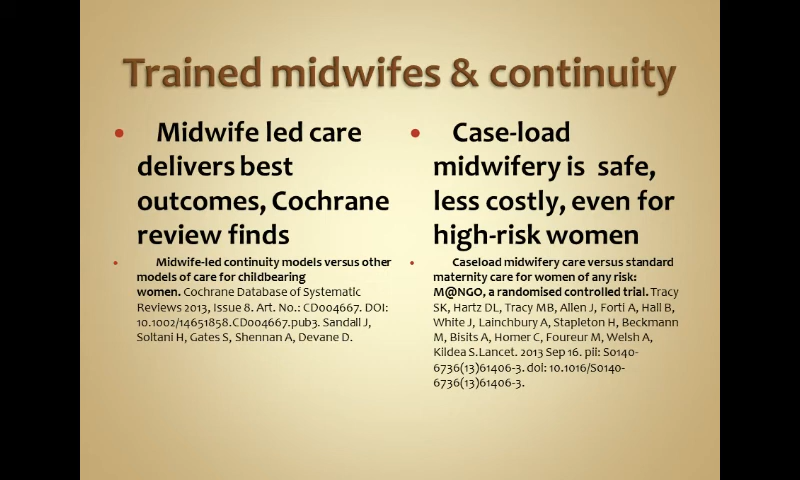 Trained midwifes & continuity
• Midwife led care
delivers best
outcomes, Cochrane
review finds
• Midwife-led continuity models versus other
models of care for childbearing
women. Cochrane Database of Systematic
Reviews 2013, Issue 8. Art. No.: CD004667. DOI:
10.1002/14651858.CD004667.pub3. Sandall J,
Soltani H, Gates S, Shennan A, Devane D.
• Case-load
midwifery is safe,
less costly, even for
high-risk women
• Caseload midwifery care versus standard
maternity care for women of any risk:
M@NGO, a randomised controlled trial. Tracy
SK, Hartz DL, Tracy MB, Allen J, Forti A, Hall B,
White J, Lainchbury A, Stapleton H, Beckmann
M, Bisits A, Homer C, Foureur M, Welsh A,
Kildea S.Lancet. 2013 Sep 16. pii: S0140-
6736(13)61406-3. doi: 10.1016/S0140-
6736(13)61406-3.